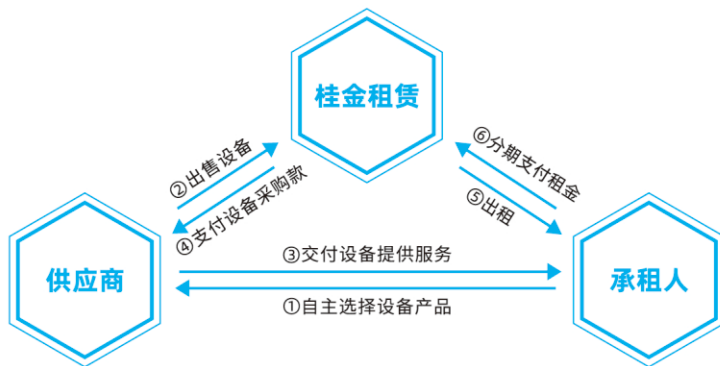 桂金租赁
②出售设备
④支付设备采购款
⑥分期支付租金
⑤出租
供应商
③交付设备提供服务
①自主选择设备产品
承租人